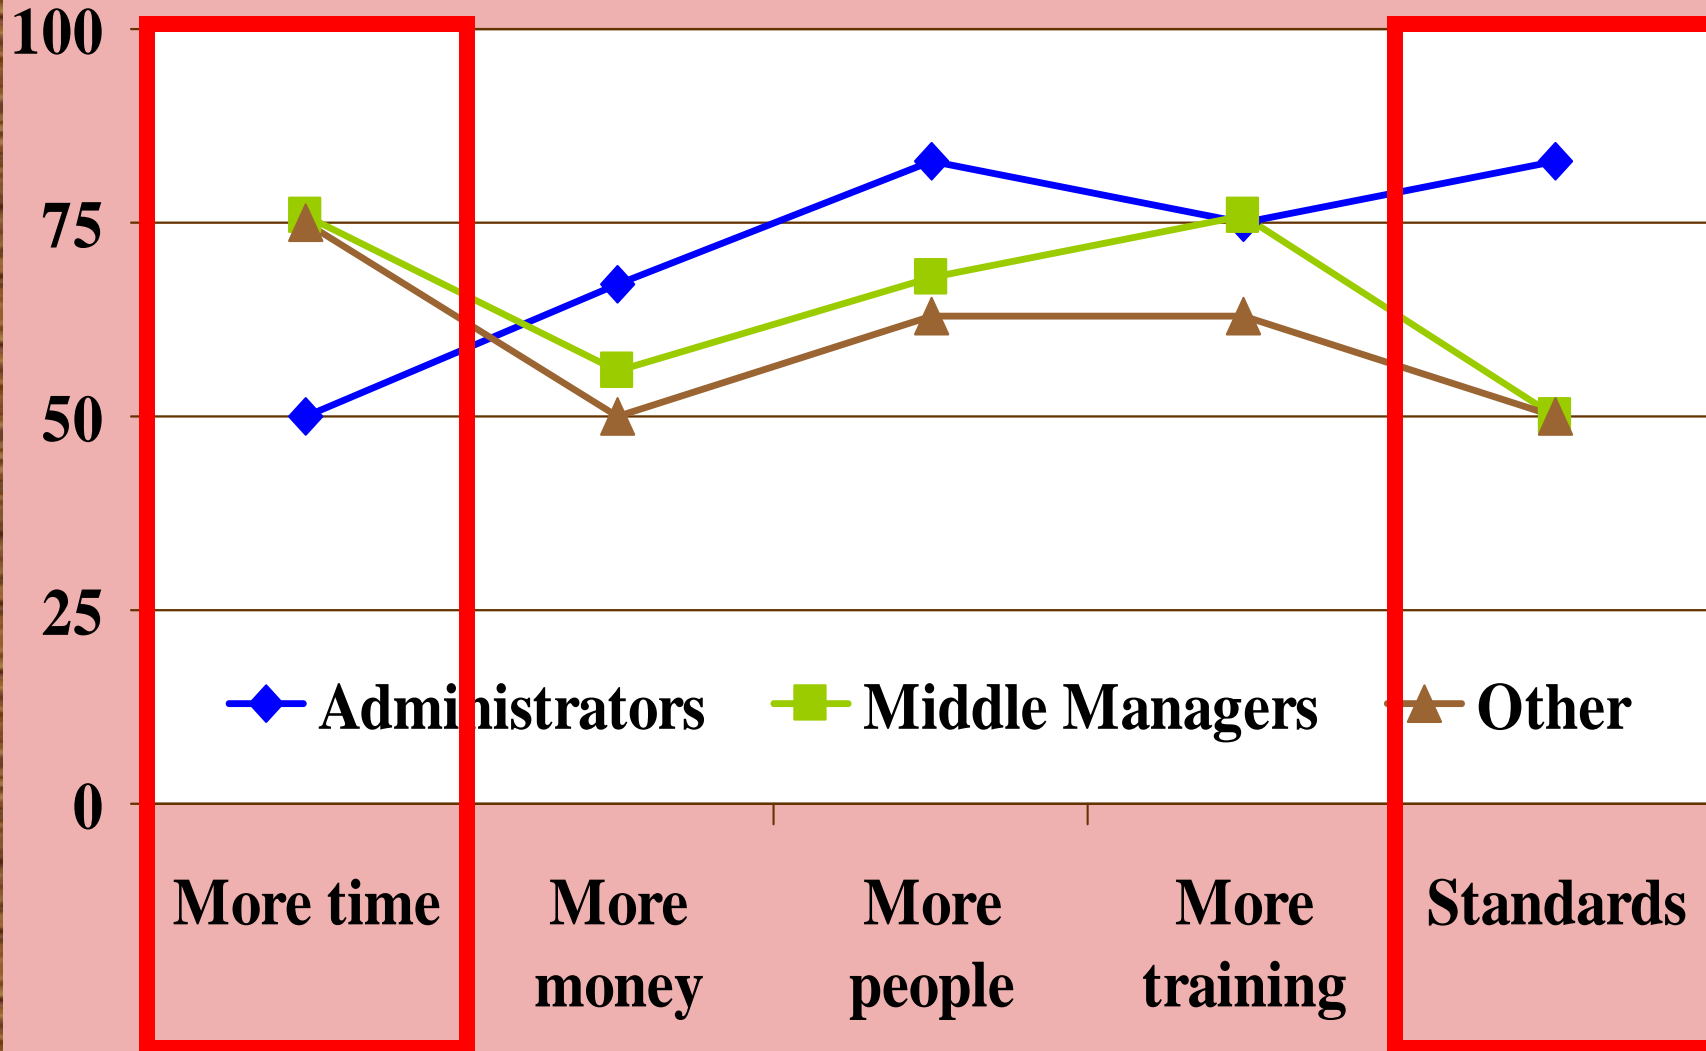 100
75
50
25
0
Administrators Middle Managers Other
More time More More More Standards
money people training